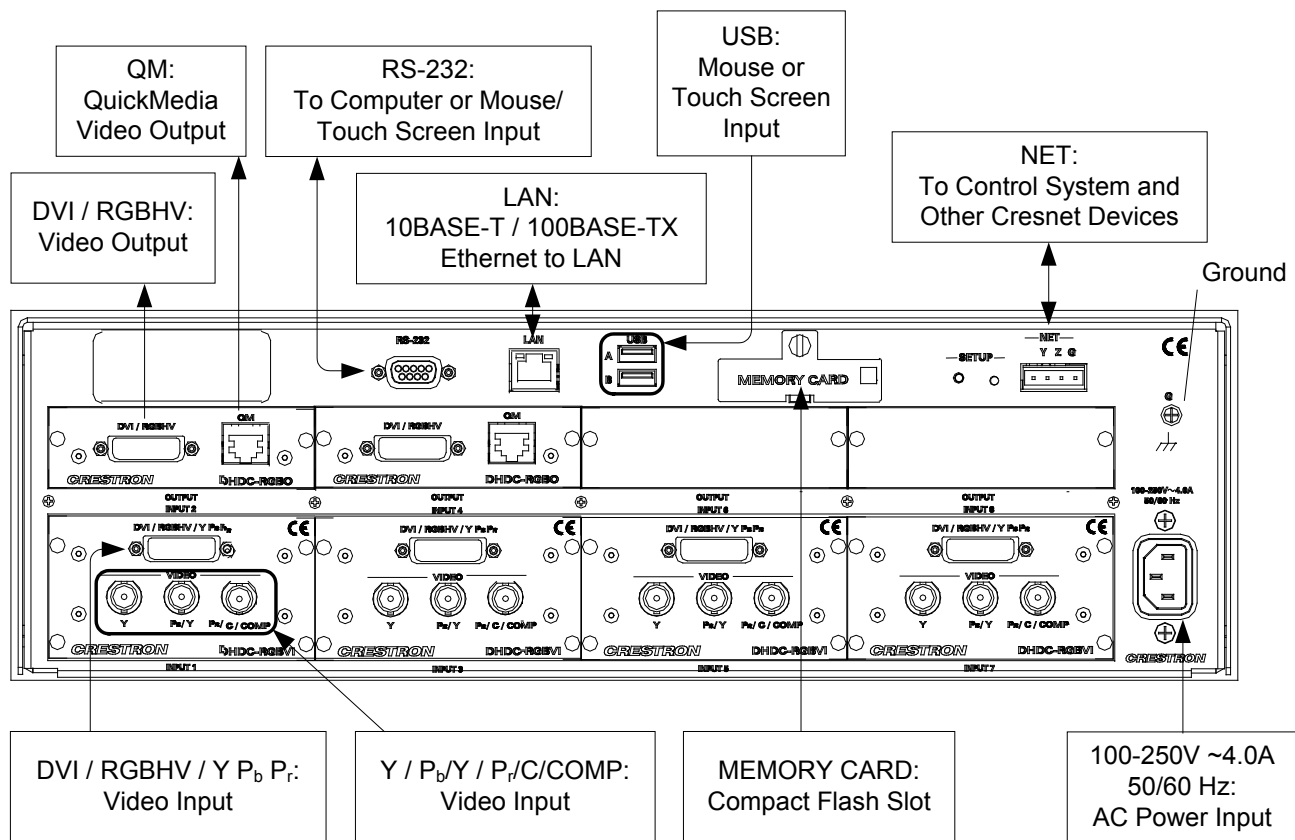 QM:
QuickMedia
Video Output
RS-232:
To Computer or Mouse/
Touch Screen Input
USB:
Mouse or
Touch Screen
Input
DVI / RGBHV:
Video Output
LAN:
10BASE-T / 100BASE-TX
Ethernet to LAN
NET:
To Control System and
Other Cresnet Devices
Ground
RS-232
LAN
USB
A
B
MEMORY CARD
SETUP
NET
Y Z G
CE
G
DVI / RGBHV
QM
CRESTRON
DHDC-RGBO
DVI / RGBHV
QM
CRESTRON
DHDC-RGBO
OUTPUT
OUTPUT
OUTPUT
OUTPUT
100-250V~4.0A
50/60 Hz
INPUT 2
INPUT 4
INPUT 6
INPUT 8
DVI / RGBHV / Y PB PR
CE
VIDEO
Y
PB/ Y
PR/ C / COMP
CRESTRON
DHDC-RGBVI
DVI / RGBHV / Y PB PR
CE
VIDEO
Y
PB/ Y
PR/ C / COMP
CRESTRON
DHDC-RGBVI
DVI / RGBHV / Y PB PR
CE
VIDEO
Y
PB/ Y
PR/ C / COMP
CRESTRON
DHDC-RGBVI
DVI / RGBHV / Y PB PR
CE
VIDEO
Y
PB/ Y
PR/ C / COMP
CRESTRON
DHDC-RGBVI
CRESTRON
INPUT 1
INPUT 3
INPUT 5
INPUT 7
DVI / RGBHV / Y Pb Pr:
Video Input
Y / Pb/Y / Pr/C/COMP:
Video Input
MEMORY CARD:
Compact Flash Slot
100-250V ~4.0A
50/60 Hz:
AC Power Input